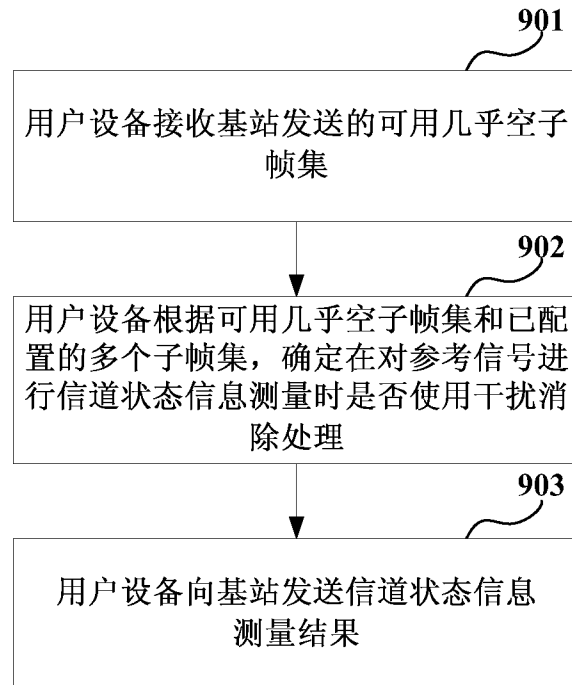 901
用户设备接收基站发送的可用几乎空子
帧集
902
用户设备根据可用几乎空子帧集和已配
置的多个子帧集，确定在对参考信号进
行信道状态信息测量时是否使用干扰消
除处理
903
用户设备向基站发送信道状态信息
测量结果